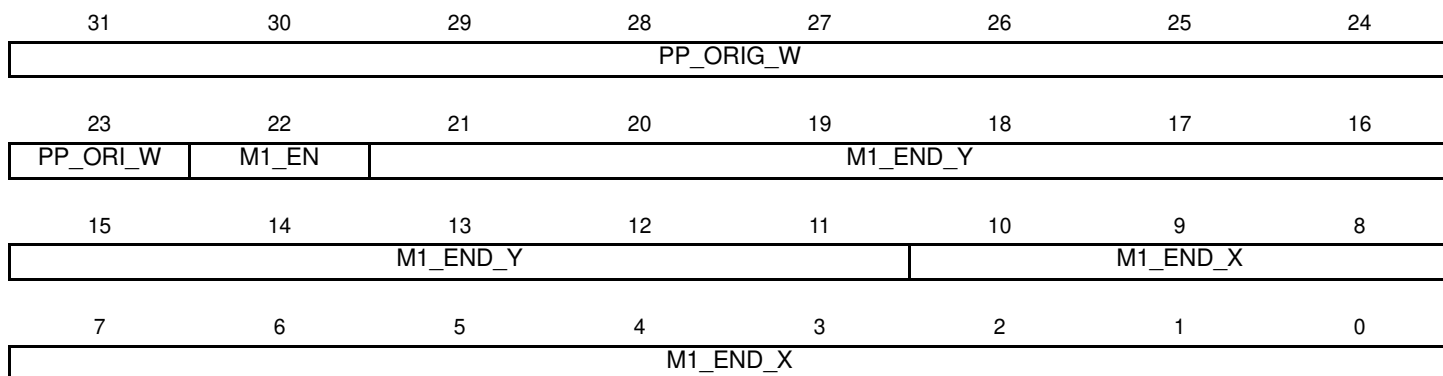 31 30 29 28 27 26 25 24
PP_ORIG_W
23 22 21 20 19 18 17 16
PP_ORI_W M1_EN M1_END_Y
15 14 13 12 11 10 9 8
M1_END_Y M1_END_X
7 6 5 4 3 2 1 0
M1_END_X